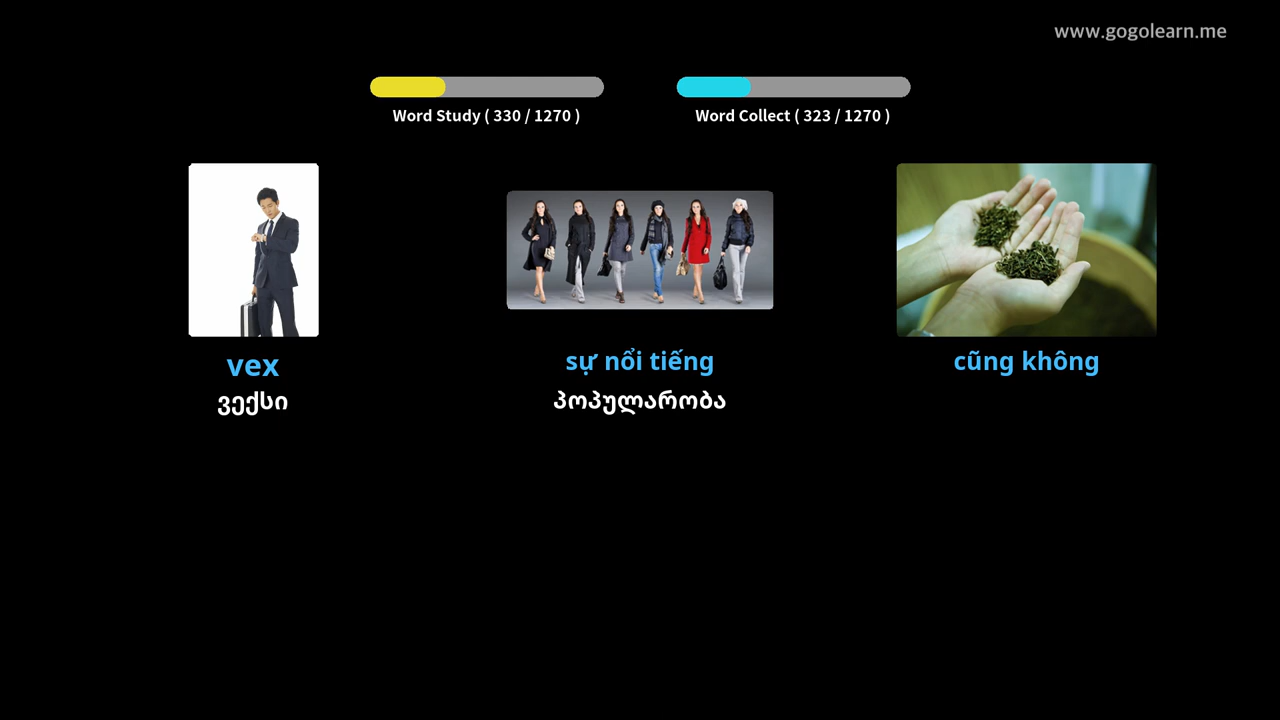 www.gogolearn.me
Word Study ( 330 / 1270 )
Word Collect ( 323 / 1270 )
vex
ვექსი
sự nổi tiếng
პოპულარობა
cũng không